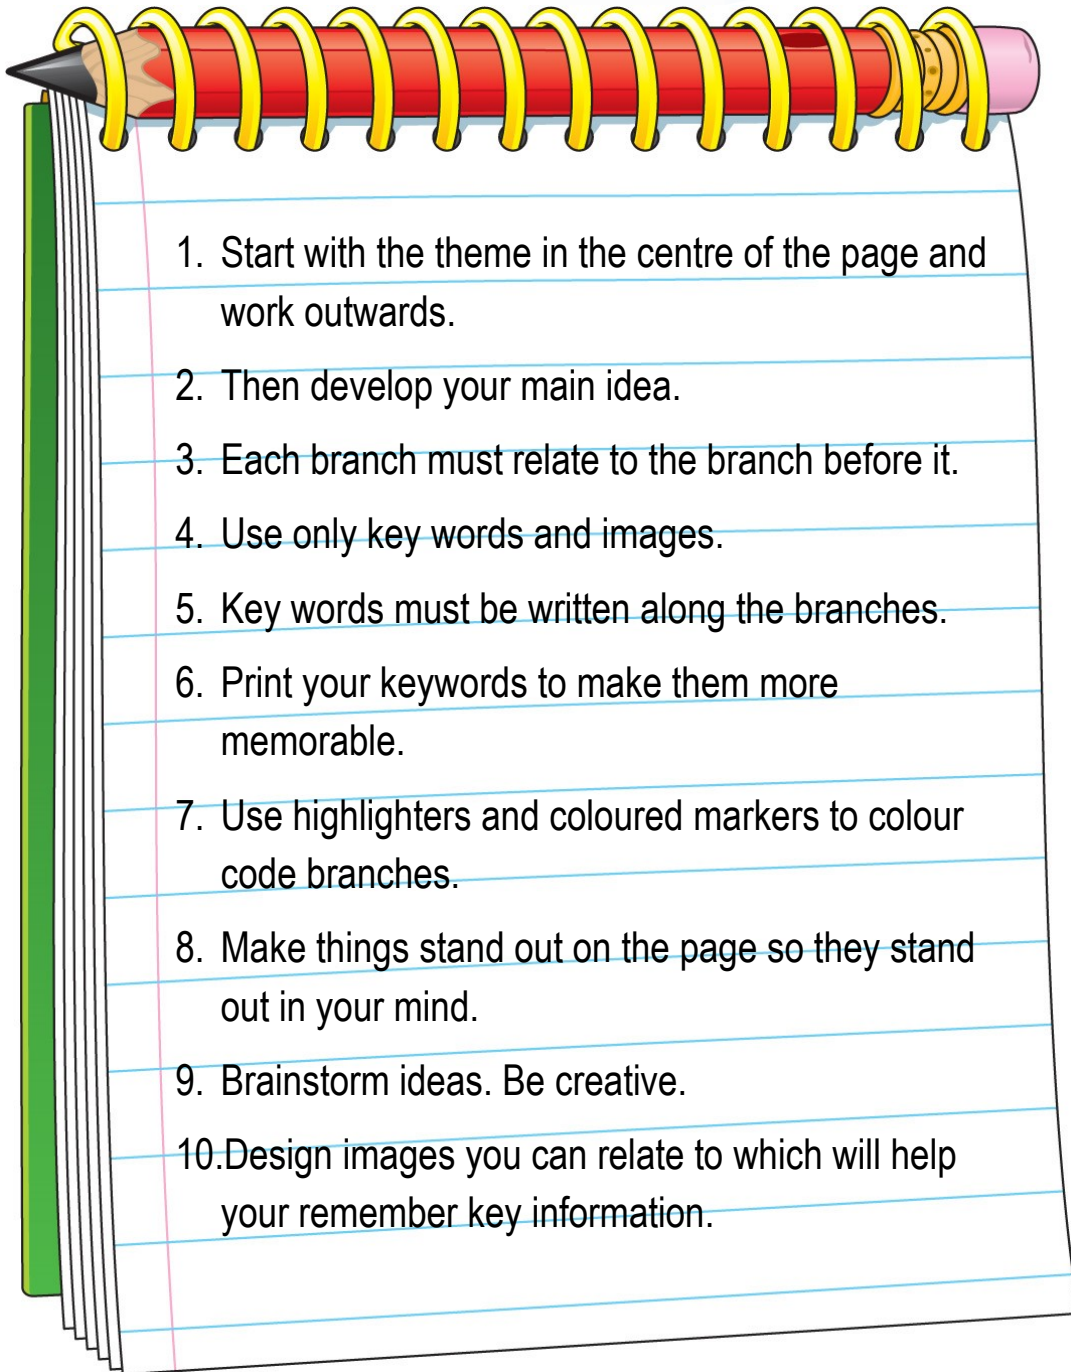 1. Start with the theme in the centre of the page and
work outwards.
2. Then develop your main idea.
3. Each branch must relate to the branch before it.
4. Use only key words and images.
5. Key words must be written along the branches.
6. Print your keywords to make them more
memorable.
7. Use highlighters and coloured markers to colour
code branches.
8. Make things stand out on the page so they stand
out in your mind.
9. Brainstorm ideas. Be creative.
10.Design images you can relate to which will help
your remember key information.